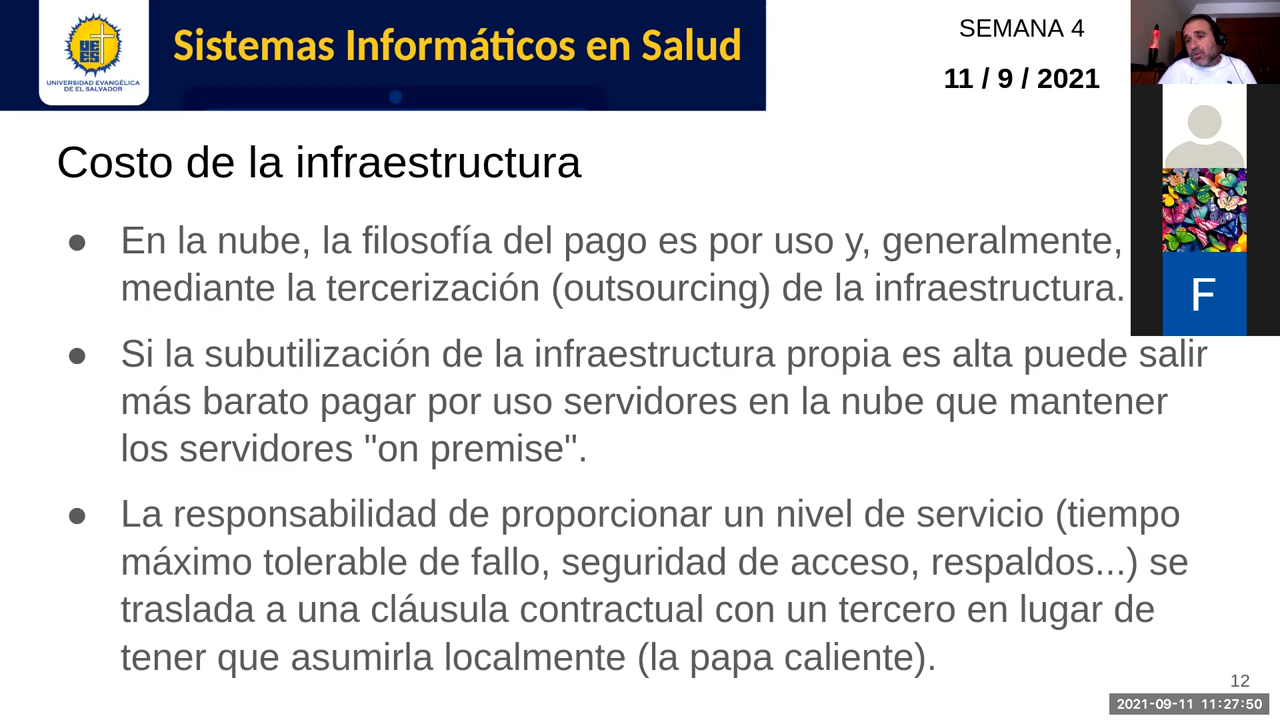 UNIVERSIDAD EVANGÉLICA
DE EL SALVADOR
Sistemas Informáticos en Salud
SEMANA 4
11 / 9 / 2021
Costo de la infraestructura
● En la nube, la filosofía del pago es por uso y, generalmente,
mediante la tercerización (outsourcing) de la infraestructura.
● Si la subutilización de la infraestructura propia es alta puede salir
más barato pagar por uso servidores en la nube que mantener
los servidores "on premise".
● La responsabilidad de proporcionar un nivel de servicio (tiempo
máximo tolerable de fallo, seguridad de acceso, respaldos...) se
traslada a una cláusula contractual con un tercero en lugar de
tener que asumirla localmente (la papa caliente).
F
12
2021-09-11 11:27:50